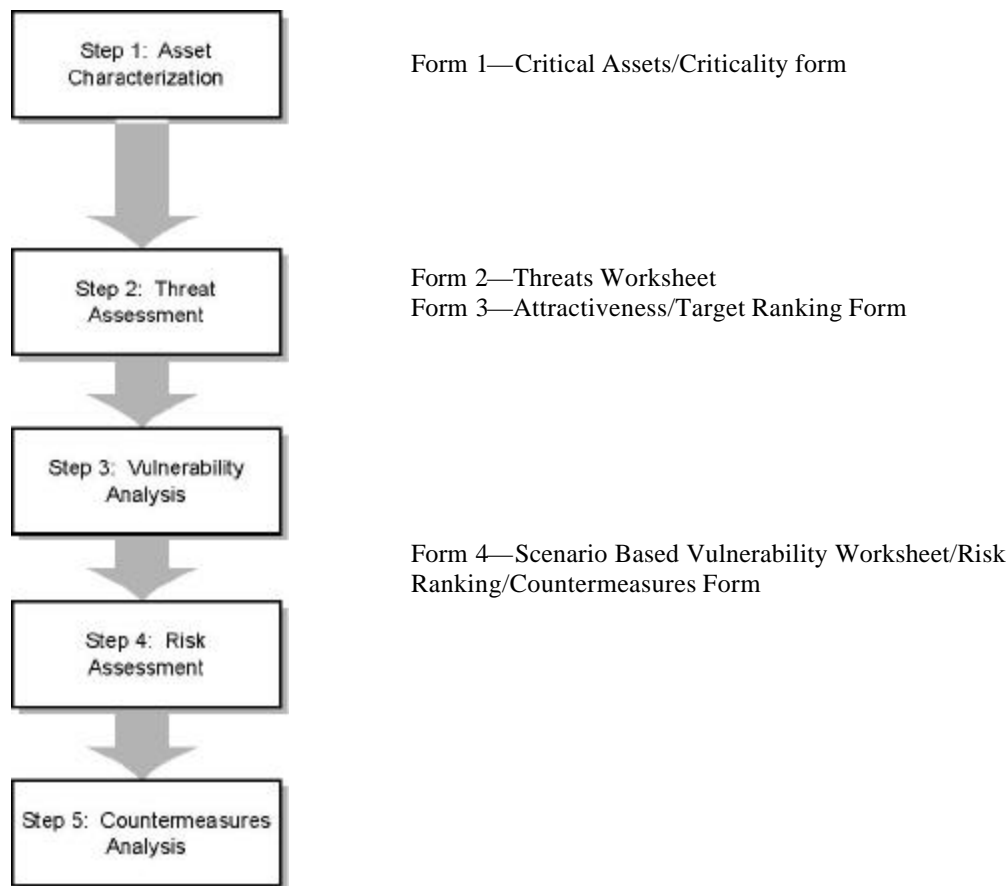 Step 1: Asset
Characterization
Form 1—Critical Assets/Criticality form
Step 2: Threat
Assessment
Form 2—Threats Worksheet
Form 3—Attractiveness/Target Ranking Form
Step 3: Vulnerability
Analysis
Form 4—Scenario Based Vulnerability Worksheet/Risk
Ranking/Countermeasures Form
Step 4: Risk
Assessment
Step 5: Countermeasures
Analysis